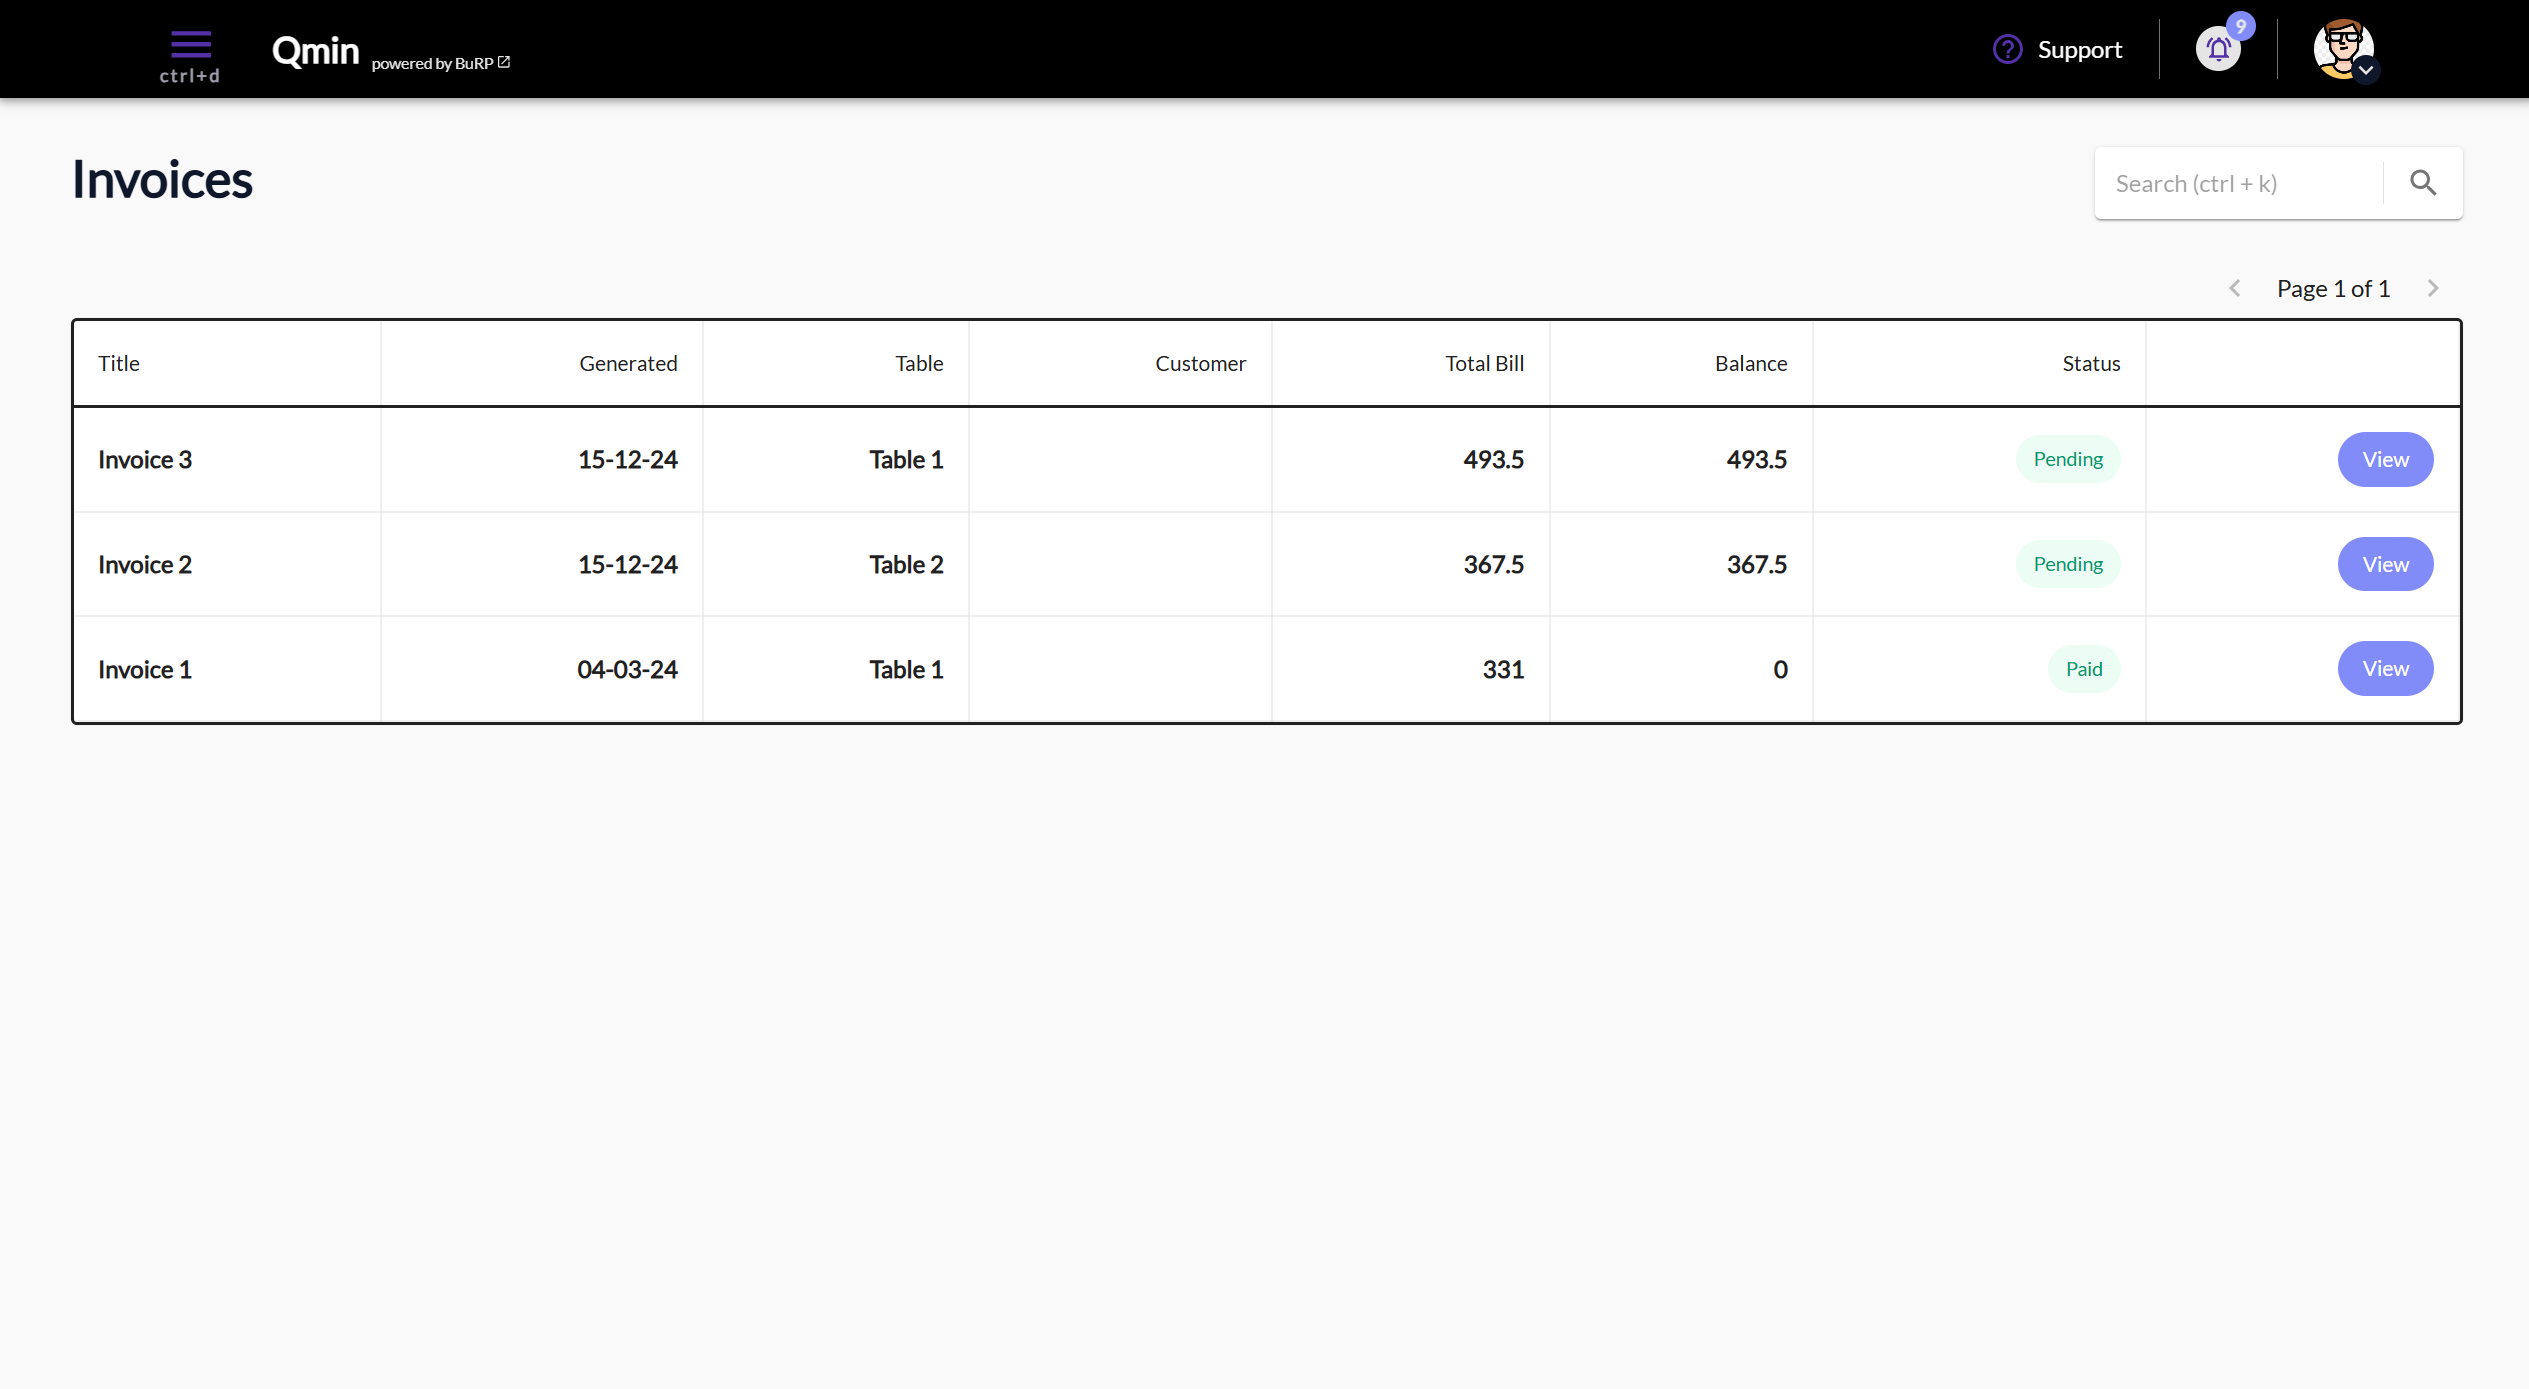 ctrl+d
Qmin powered by BuRP
Support
9
Invoices
Search (ctrl + k)
Page 1 of 1
Title Generated Table Customer Total Bill Balance Status
Invoice 3 15-12-24 Table 1 493.5 493.5 Pending View
Invoice 2 15-12-24 Table 2 367.5 367.5 Pending View
Invoice 1 04-03-24 Table 1 331 0 Paid View